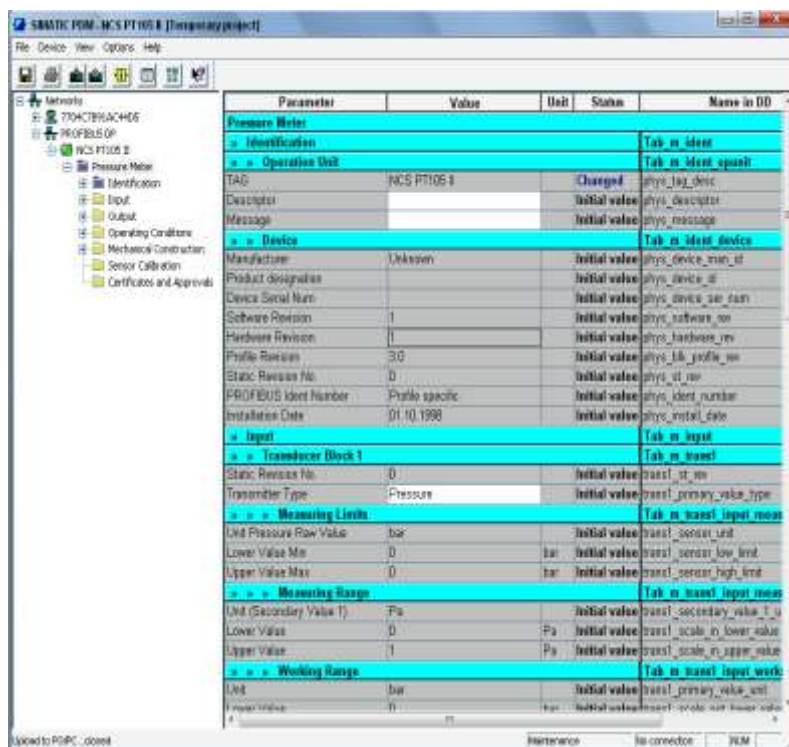 SIMATIC PDM - NCS PT105 II [Temporary project]
File Device View Options Help
Networks
PROFIBUS DP
NCS PT105 II
Pressure Meter
Identification
Input
Output
Operating Conditions
Mechanical Construction
Sensor Calibration
Certificates and Approvals
Parameter Value Unit Status Name in DD
Pressure Meter
» Identification Tab_m_ident
» » Operation Unit Tab_m_ident_opunit
TAG NCS PT105 II Changed phys_tag_desc
Descriptor Initial value phys_descriptor
Message Initial value phys_message
» » Device Tab_m_ident_device
Manufacturer Unknown Initial value phys_device_man_id
Product designation Initial value phys_device_id
Device Serial Num Initial value phys_device_ser_num
Software Revision 1 Initial value phys_software_rev
Hardware Revision 1 Initial value phys_hardware_rev
Profile Revision 3.0 Initial value phys_blk_profile_rev
Static Revision No. 0 Initial value phys_st_rev
PROFIBUS Ident Number Profile specific Initial value phys_ident_number
Installation Date 01.10.1998 Initial value phys_install_date
» Input Tab_m_input
» » Transducer Block 1 Tab_m_trans1
Static Revision No. 0 Initial value trans1_st_rev
Transmitter Type Pressure Initial value trans1_primary_value_type
» » » Measuring Limits Tab_m_trans1_input_meas
Unit Pressure Raw Value bar Initial value trans1_sensor_unit
Lower Value Min 0 bar Initial value trans1_sensor_low_limit
Upper Value Max 0 bar Initial value trans1_sensor_high_limit
» » » Measuring Range Tab_m_trans1_input_meas
Unit (Secondary Value 1) Pa Initial value trans1_secondary_value_1_u
Lower Value 0 Pa Initial value trans1_scale_in_lower_value
Upper Value 1 Pa Initial value trans1_scale_in_upper_value
» » » Working Range Tab_m_trans1_input_work
Unit bar Initial value trans1_primary_value_unit
Lower Value 0 bar Initial value trans1_scale_out_lower_value
Upload to PG/PC...closed Maintenance No connection NUM